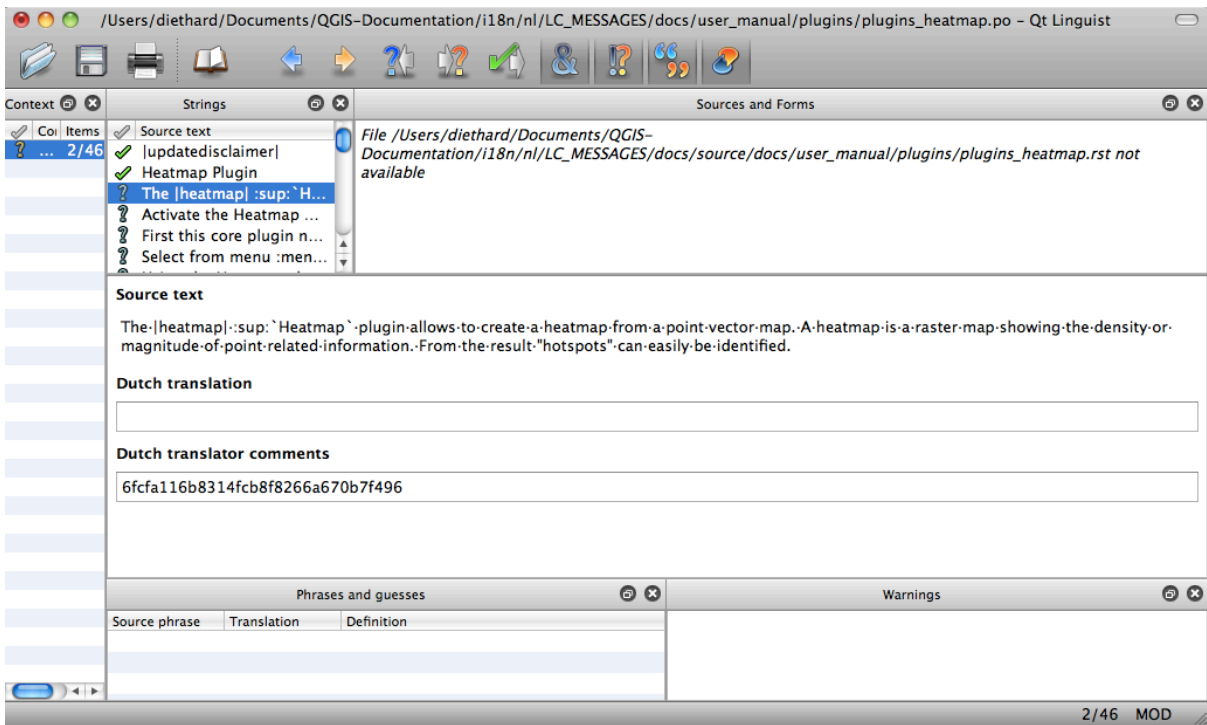 /Users/diethard/Documents/QGIS-Documentation/i18n/nl/LC_MESSAGES/docs/user_manual/plugins/plugins_heatmap.po – Qt Linguist
Context
Strings
Sources and Forms
Items
2/46
Source text
|updatedisclaimer|
Heatmap Plugin
The |heatmap| :sup:`H...
Activate the Heatmap ...
First this core plugin n...
Select from menu :men...
File /Users/diethard/Documents/QGIS-
Documentation/i18n/nl/LC_MESSAGES/docs/source/docs/user_manual/plugins/plugins_heatmap.rst not
available
Source text
The·|heatmap|·:sup:`Heatmap`·plugin·allows·to·create·a·heatmap·from·a·point·vector·map.·A·heatmap·is·a·raster·map·showing·the·density·or·
magnitude·of·point·related·information.·From·the·result·"hotspots"·can·easily·be·identified.
Dutch translation
Dutch translator comments
6fcfa116b8314fcb8f8266a670b7f496
Phrases and guesses
Warnings
Source phrase Translation Definition
2/46 MOD